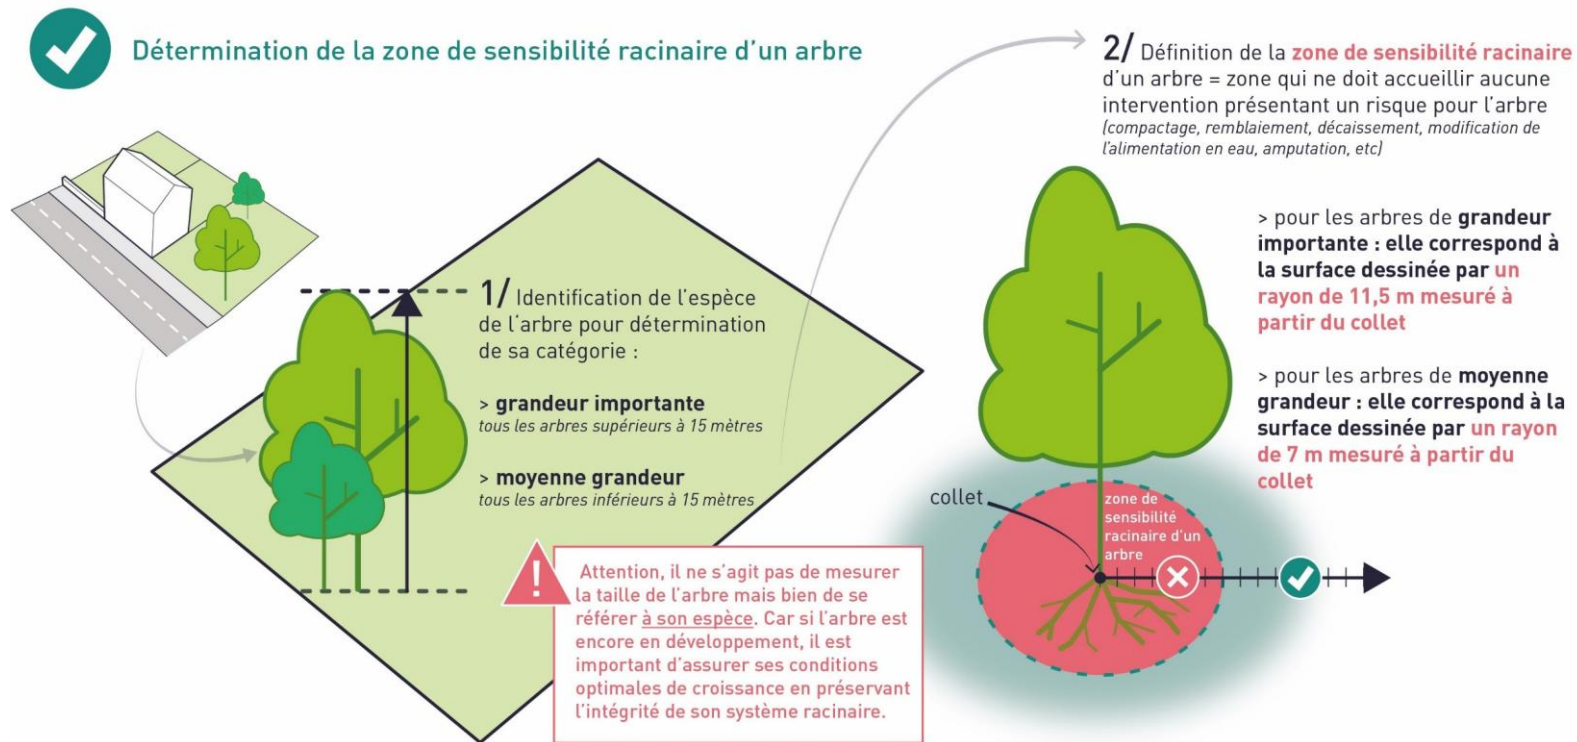 Détermination de la zone de sensibilité racinaire d'un arbre
1/ Identification de l'espèce
de l'arbre pour détermination
de sa catégorie :
> grandeur importante
tous les arbres supérieurs à 15 mètres
> moyenne grandeur
tous les arbres inférieurs à 15 mètres
!
Attention, il ne s'agit pas de mesurer
la taille de l'arbre mais bien de se
référer à son espèce. Car si l'arbre est
encore en développement, il est
important d'assurer ses conditions
optimales de croissance en préservant
l'intégrité de son système racinaire.
2/ Définition de la zone de sensibilité racinaire
d'un arbre = zone qui ne doit accueillir aucune
intervention présentant un risque pour l'arbre
(compactage, remblaiement, décaissement, modification de
l'alimentation en eau, amputation, etc)
> pour les arbres de grandeur
importante : elle correspond à
la surface dessinée par un
rayon de 11,5 m mesuré à
partir du collet
> pour les arbres de moyenne
grandeur : elle correspond à la
surface dessinée par un rayon
de 7 m mesuré à partir du
collet
collet
zone de
sensibilité
racinaire d'un
arbre